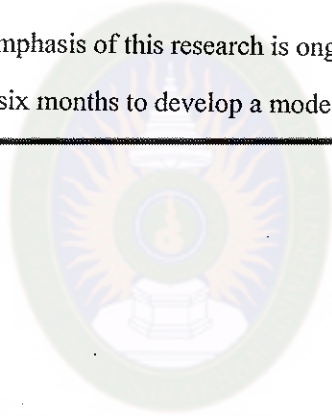 mphasis of this research is ong
six months to develop a mode